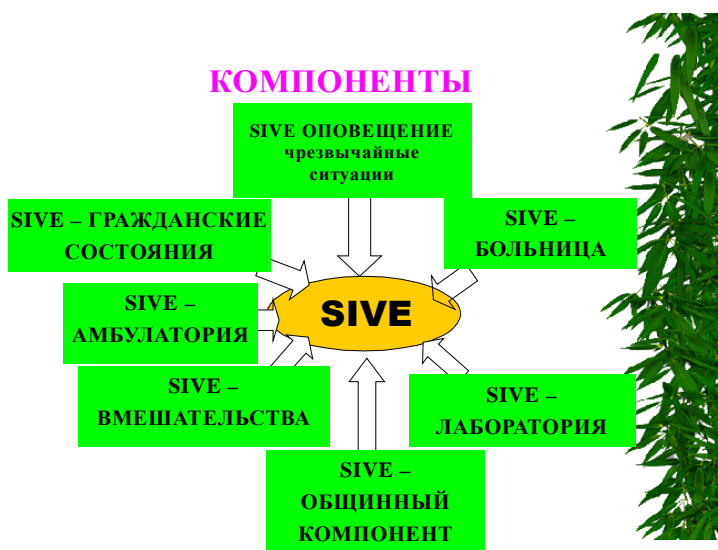 КОМПОНЕНТЫ
SIVE ОПОВЕЩЕНИЕ
чрезвычайные
ситуации
SIVE – ГРАЖДАНСКИЕ
СОСТОЯНИЯ
SIVE –
БОЛЬНИЦА
SIVE –
АМБУЛАТОРИЯ
SIVE
SIVE –
ВМЕШАТЕЛЬСТВА
SIVE –
ЛАБОРАТОРИЯ
SIVE –
ОБЩИННЫЙ
КОМПОНЕНТ